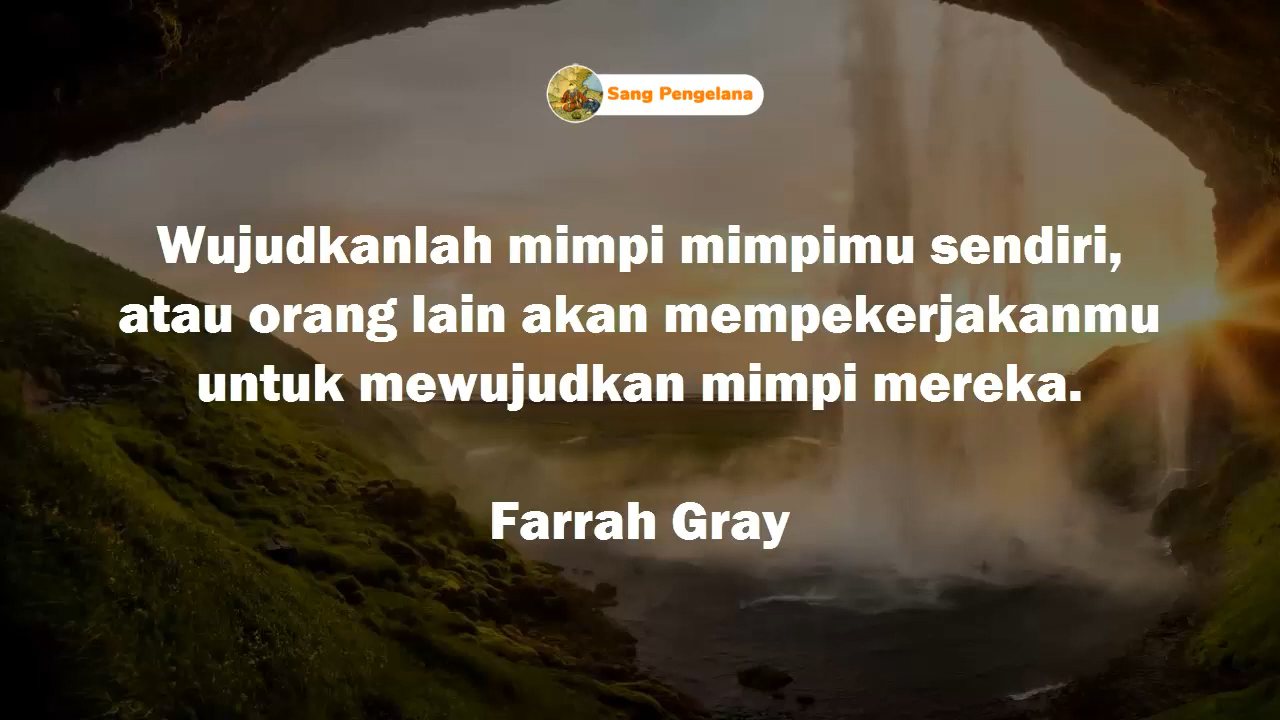 Sang Pengelana
Wujudkanlah mimpi mimpimu sendiri,
atau orang lain akan mempekerjakanmu
untuk mewujudkan mimpi mereka.
Farrah Gray